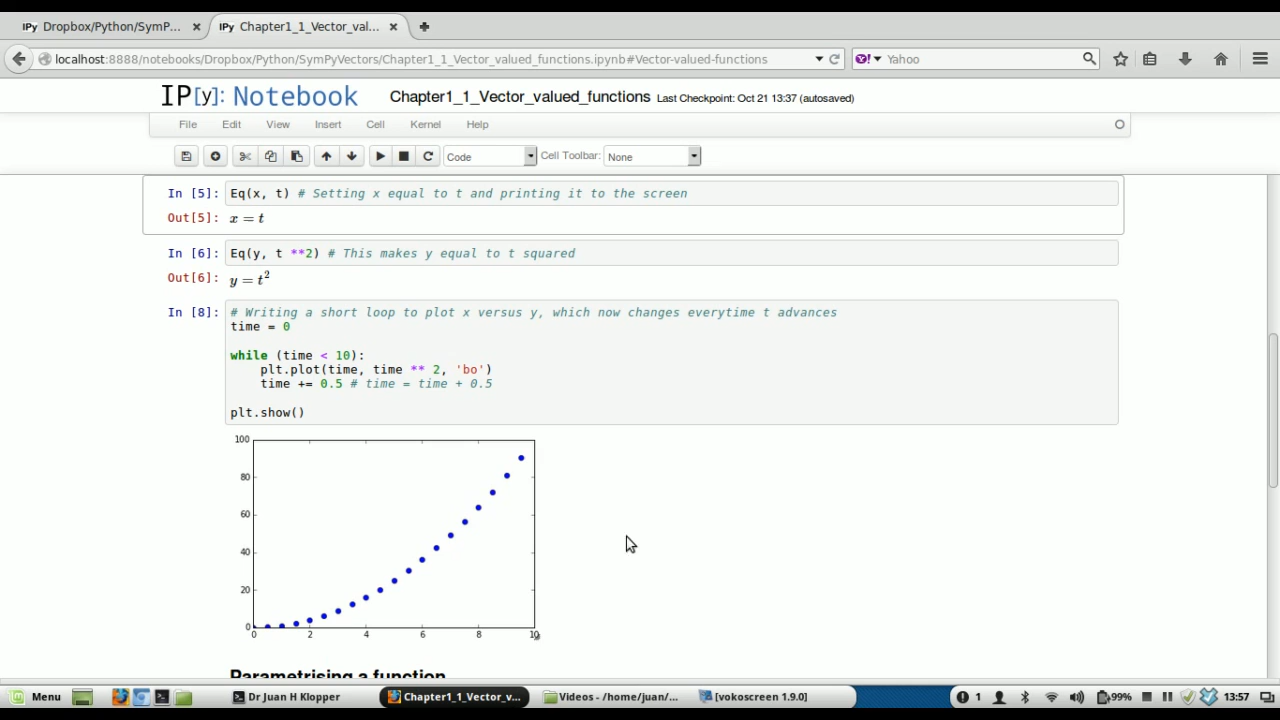 IPy Dropbox/Python/SymP... × IPy Chapter1_1_Vector_val... ×
localhost:8888/notebooks/Dropbox/Python/SymPyVectors/Chapter1_1_Vector_valued_functions.ipynb#Vector-valued-functions Yahoo
IP[y]: Notebook Chapter1_1_Vector_valued_functions Last Checkpoint: Oct 21 13:37 (autosaved)
File Edit View Insert Cell Kernel Help
Code Cell Toolbar: None
In [5]: Eq(x, t) # Setting x equal to t and printing it to the screen
Out[5]: x = t
In [6]: Eq(y, t **2) # This makes y equal to t squared
Out[6]: y = t²
In [8]: # Writing a short loop to plot x versus y, which now changes everytime t advances
time = 0
while (time < 10):
plt.plot(time, time ** 2, 'bo')
time += 0.5 # time = time + 0.5
plt.show()
100
80
60
40
20
0
0 2 4 6 8 10
Parametrising a function
Menu Dr Juan H Klopper Chapter1_1_Vector_v... Videos - /home/juan/... [vokoscreen 1.9.0] 1 99% 13:57